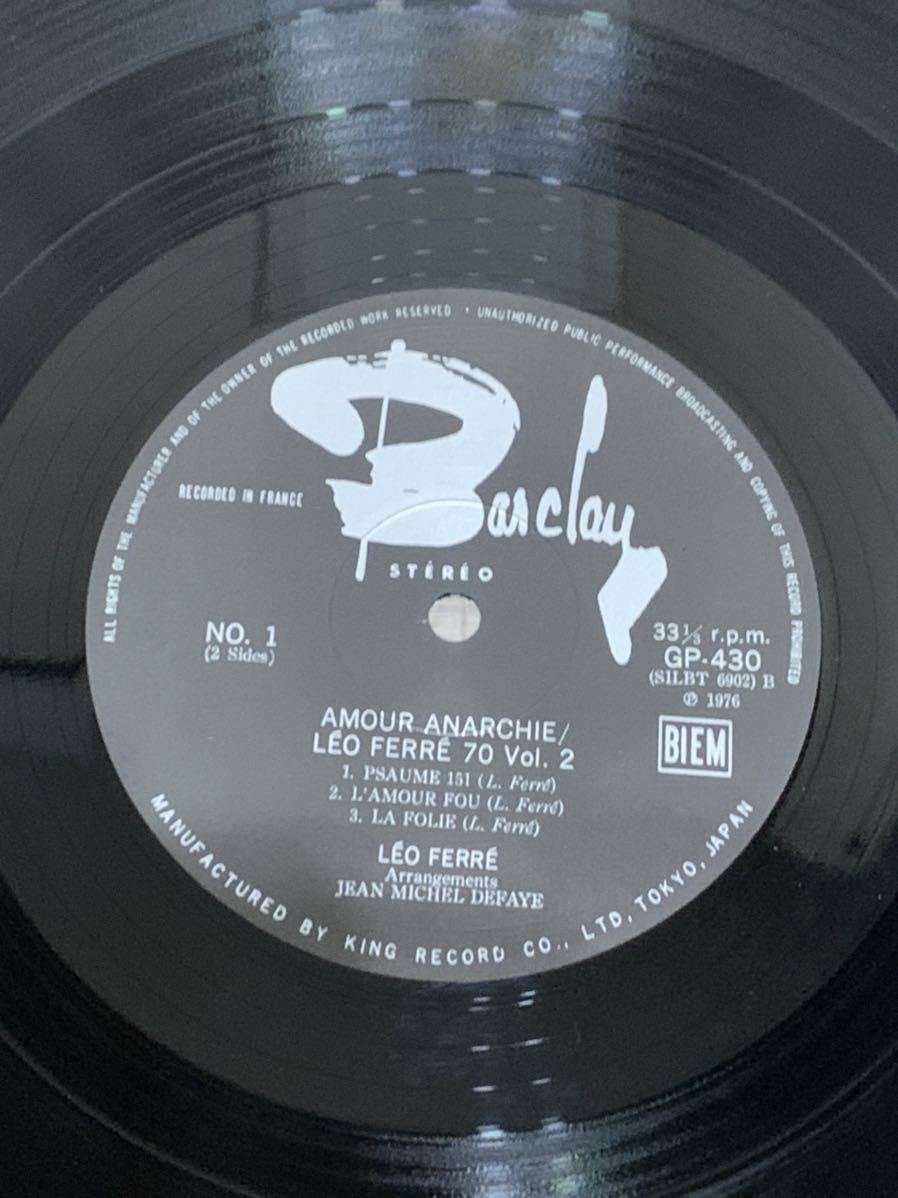 ALL RIGHTS OF THE MANUFACTURER AND OF THE OWNER OF THE RECORDED WORK RESERVED • UNAUTHORIZED PUBLIC PERFORMANCE BROADCASTING AND COPYING OF THIS RECORD PROHIBITED
Barclay
RECORDED IN FRANCE
STÉRÉO
NO. 1
(2 Sides)
33⅓ r.p.m.
GP-430
(S1LBT 6902) B
℗ 1976
BIEM
AMOUR ANARCHIE/
LÉO FERRÉ 70 Vol. 2
1. PSAUME 151 (L. Ferré)
2. L'AMOUR FOU (L. Ferré)
3. LA FOLIE (L. Ferré)
LÉO FERRÉ
Arrangements
JEAN MICHEL DEFAYE
MANUFACTURED BY KING RECORD CO., LTD, TOKYO, JAPAN